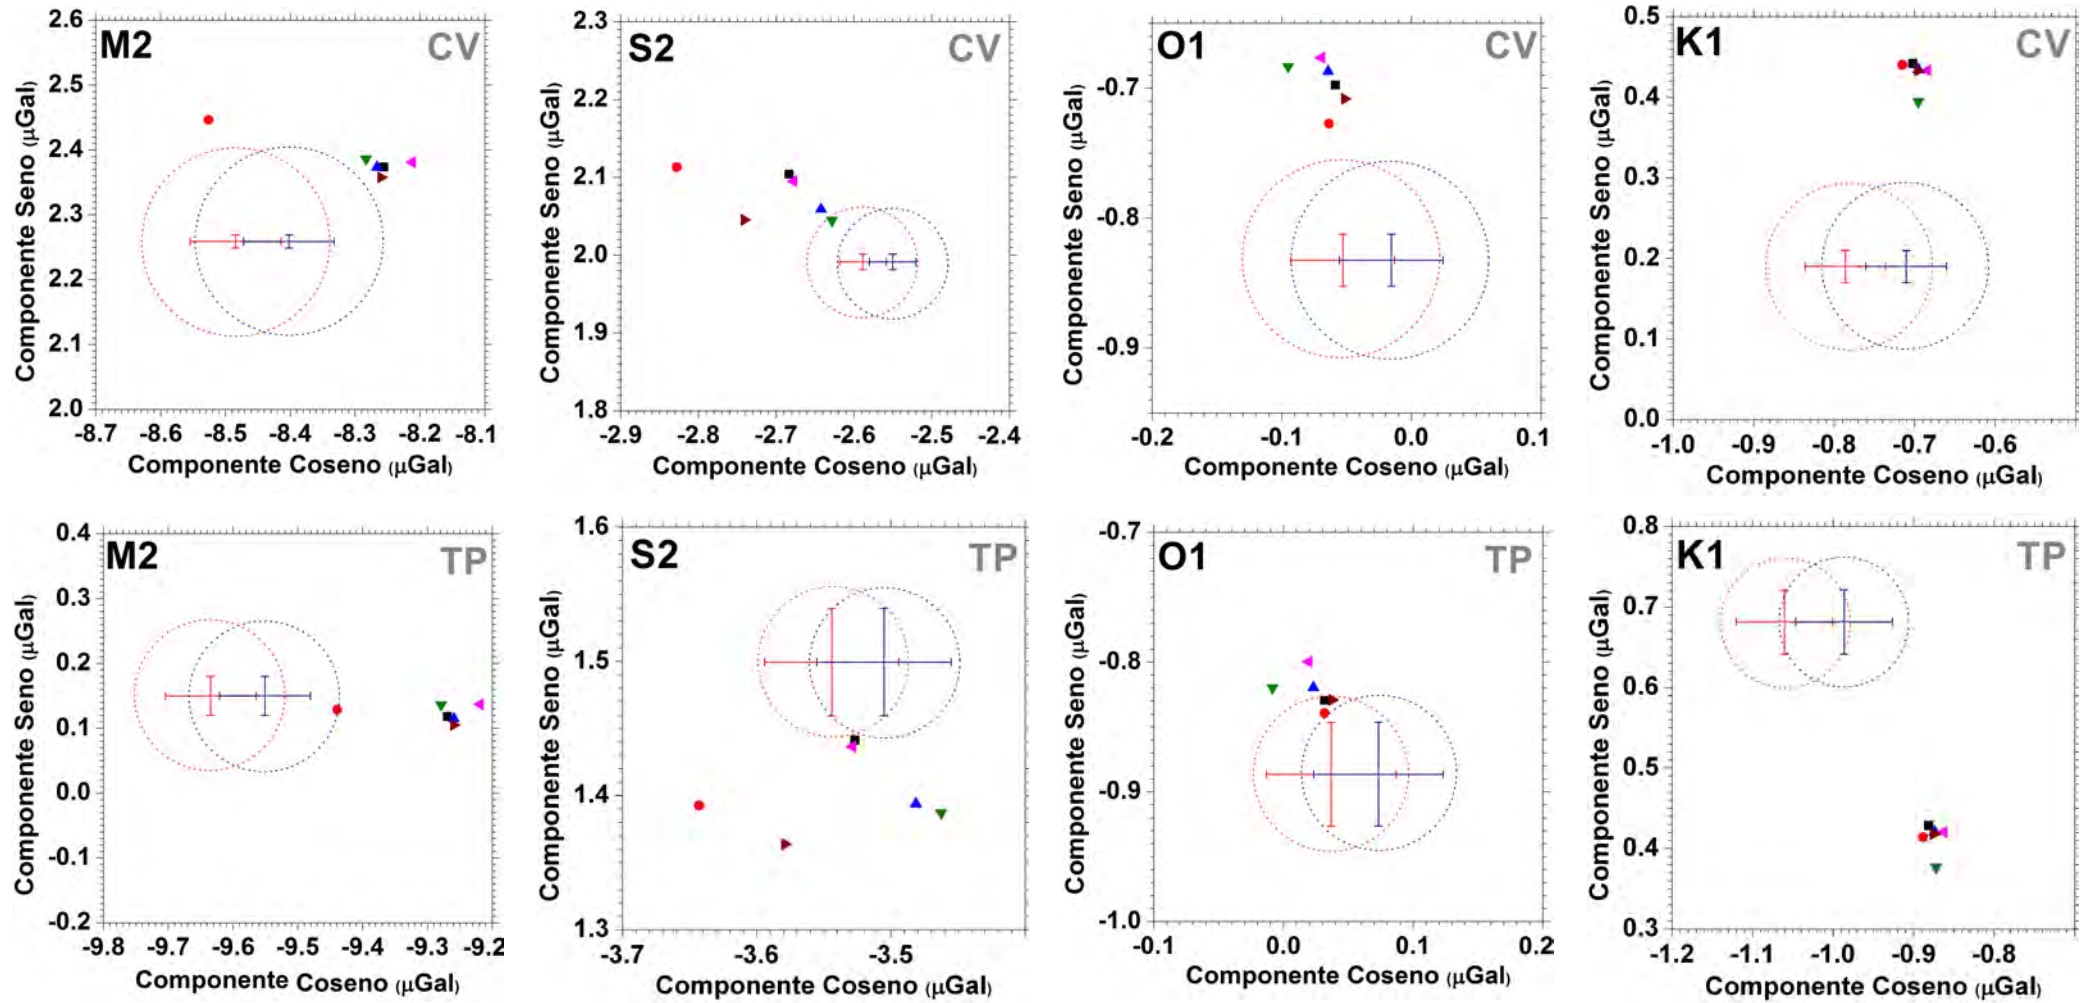 M2 CV
2.6
2.5
2.4
2.3
2.2
2.1
2.0
-8.7 -8.6 -8.5 -8.4 -8.3 -8.2 -8.1
Componente Seno (μGal)
Componente Coseno (μGal)
S2 CV
2.3
2.2
2.1
2.0
1.9
1.8
-2.9 -2.8 -2.7 -2.6 -2.5 -2.4
Componente Seno (μGal)
Componente Coseno (μGal)
O1 CV
-0.7
-0.8
-0.9
-0.2 -0.1 0.0 0.1
Componente Seno (μGal)
Componente Coseno (μGal)
K1 CV
0.5
0.4
0.3
0.2
0.1
0.0
-1.0 -0.9 -0.8 -0.7 -0.6
Componente Seno (μGal)
Componente Coseno (μGal)
M2 TP
0.4
0.3
0.2
0.1
0.0
-0.1
-0.2
-9.8 -9.7 -9.6 -9.5 -9.4 -9.3 -9.2
Componente Seno (μGal)
Componente Coseno (μGal)
S2 TP
1.6
1.5
1.4
1.3
-3.7 -3.6 -3.5
Componente Seno (μGal)
Componente Coseno (μGal)
O1 TP
-0.7
-0.8
-0.9
-1.0
-0.1 0.0 0.1 0.2
Componente Seno (μGal)
Componente Coseno (μGal)
K1 TP
0.8
0.7
0.6
0.5
0.4
0.3
-1.2 -1.1 -1.0 -0.9 -0.8
Componente Seno (μGal)
Componente Coseno (μGal)